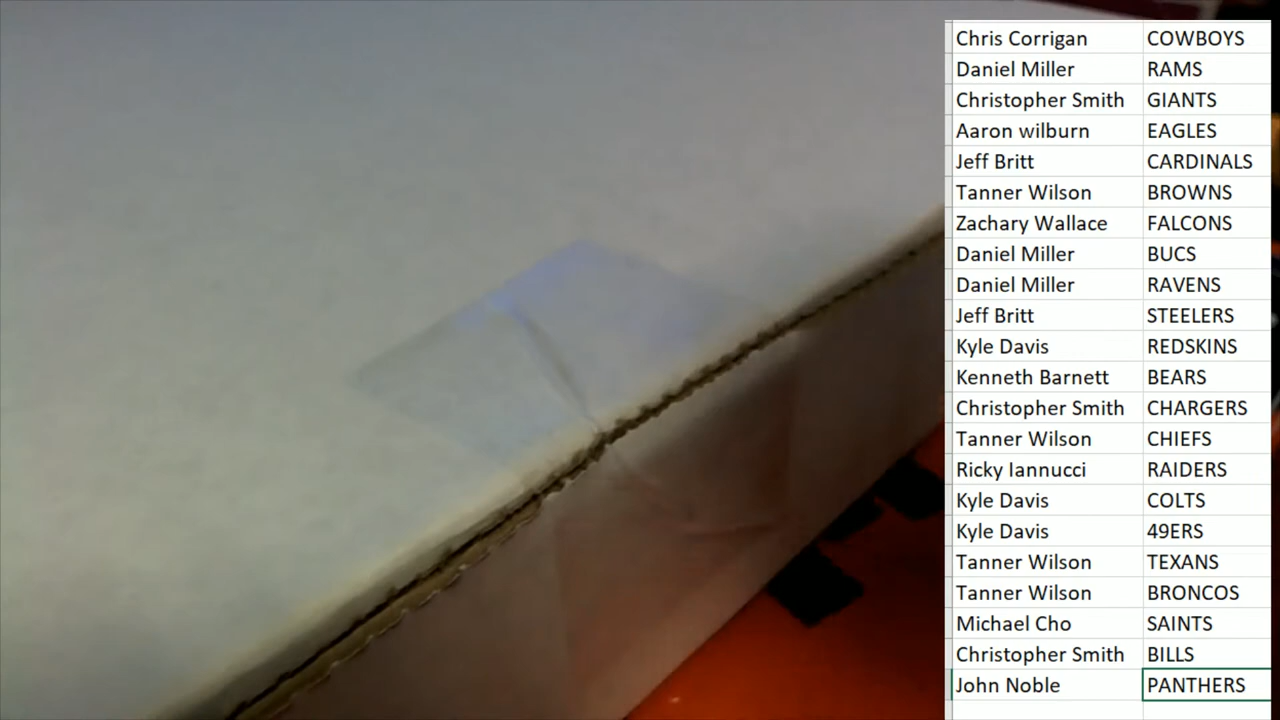 Chris Corrigan COWBOYS
Daniel Miller RAMS
Christopher Smith GIANTS
Aaron wilburn EAGLES
Jeff Britt CARDINALS
Tanner Wilson BROWNS
Zachary Wallace FALCONS
Daniel Miller BUCS
Daniel Miller RAVENS
Jeff Britt STEELERS
Kyle Davis REDSKINS
Kenneth Barnett BEARS
Christopher Smith CHARGERS
Tanner Wilson CHIEFS
Ricky Iannucci RAIDERS
Kyle Davis COLTS
Kyle Davis 49ERS
Tanner Wilson TEXANS
Tanner Wilson BRONCOS
Michael Cho SAINTS
Christopher Smith BILLS
John Noble PANTHERS